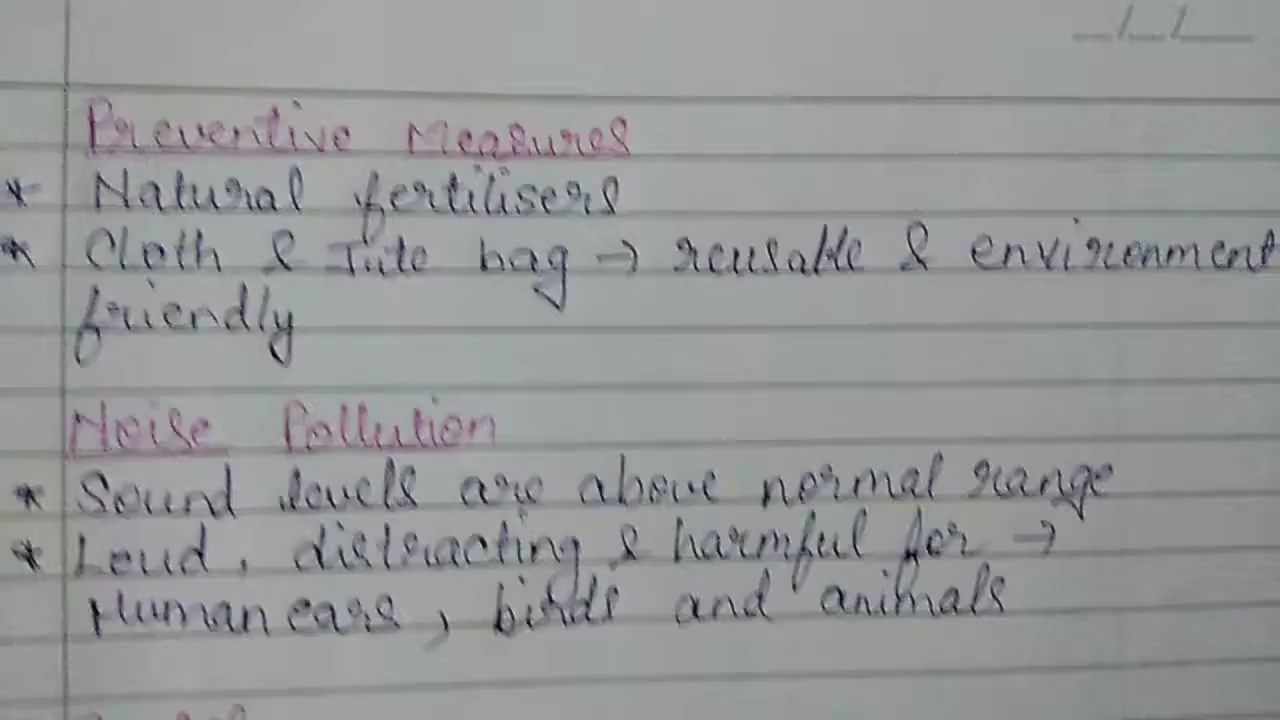 Preventive Measures
* Natural fertilisers
* Cloth & Jute bag → reusable & environment
friendly
Noise Pollution
* Sound levels are above normal range
* Loud, distracting & harmful for →
Human ears, birds and animals